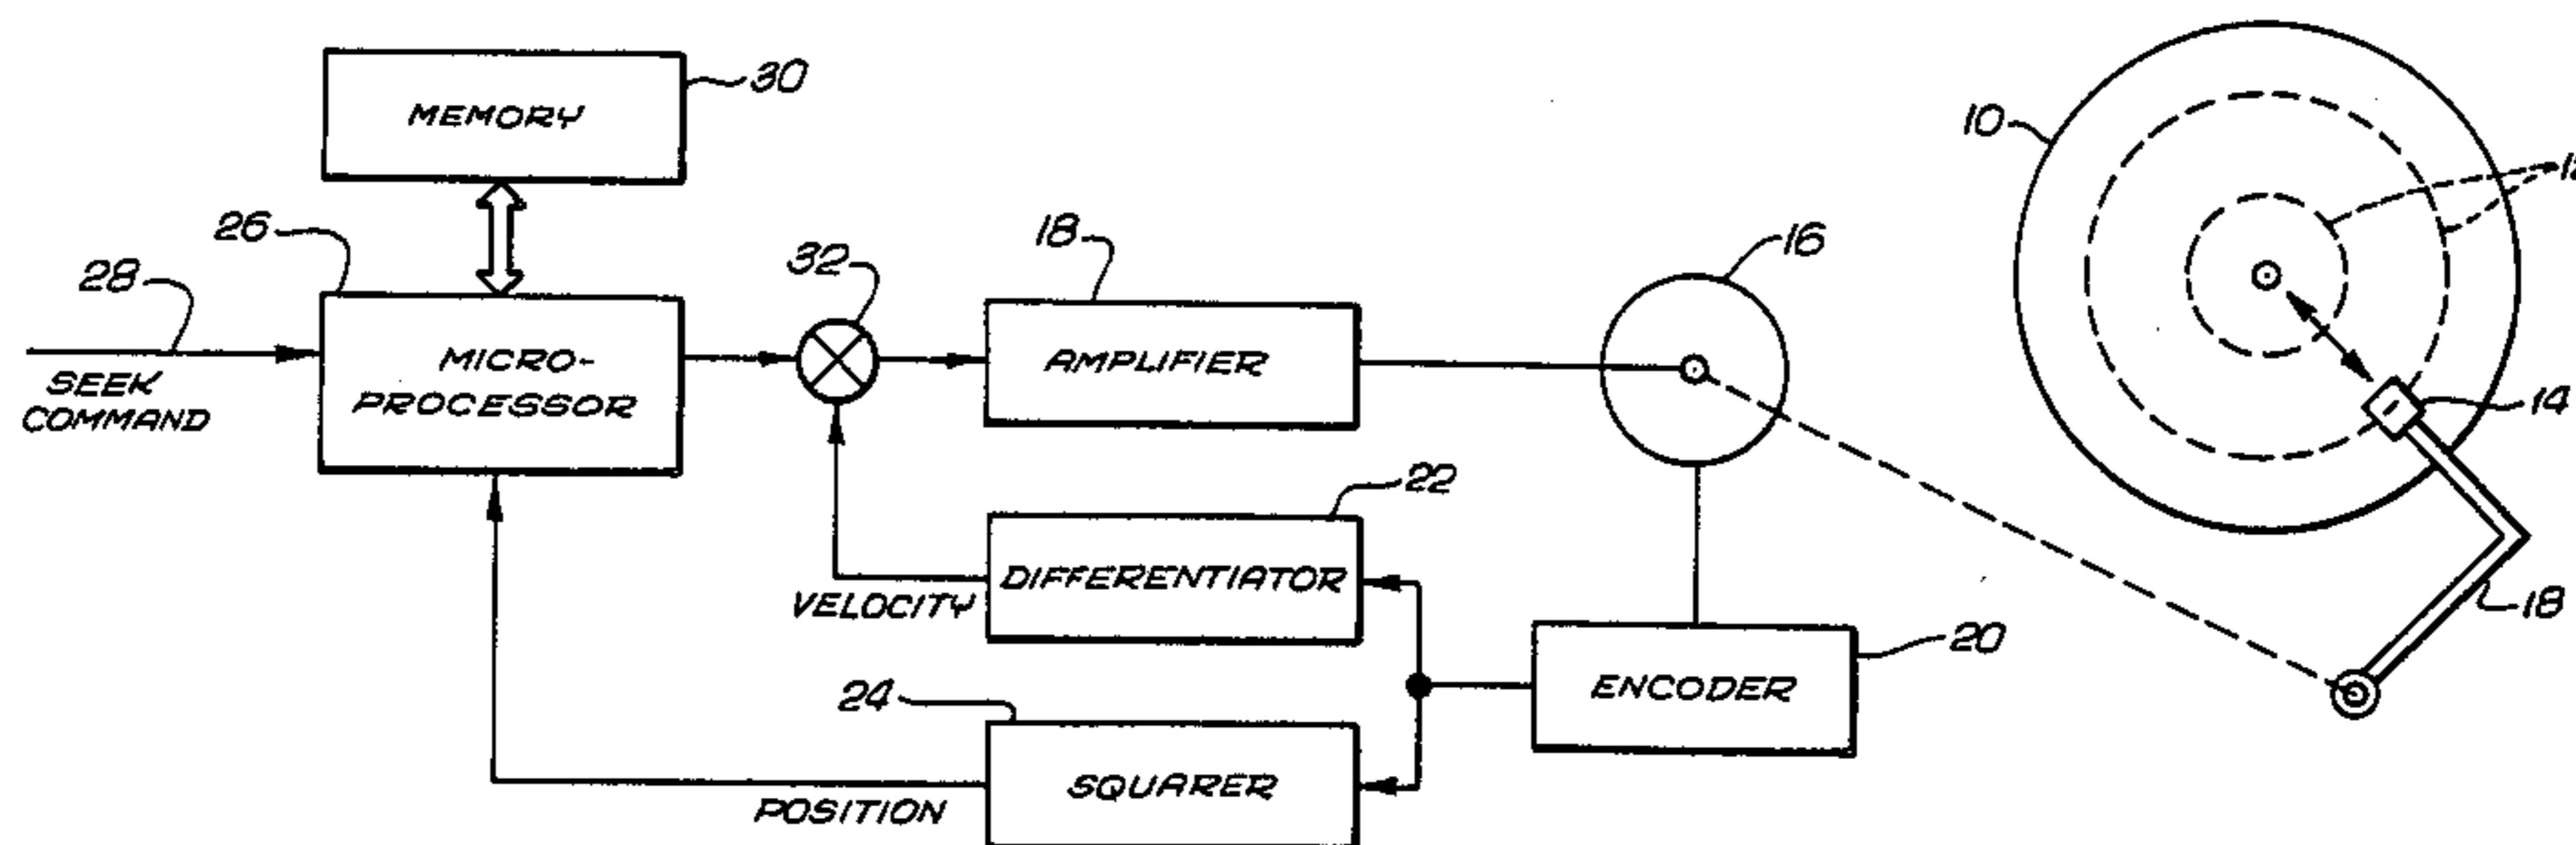 30
MEMORY
10
26
18
16
32
28
MICRO-
PROCESSOR
AMPLIFIER
SEEK
COMMAND
14
22
DIFFERENTIATOR
VELOCITY
18
20
ENCODER
24
SQUARER
POSITION